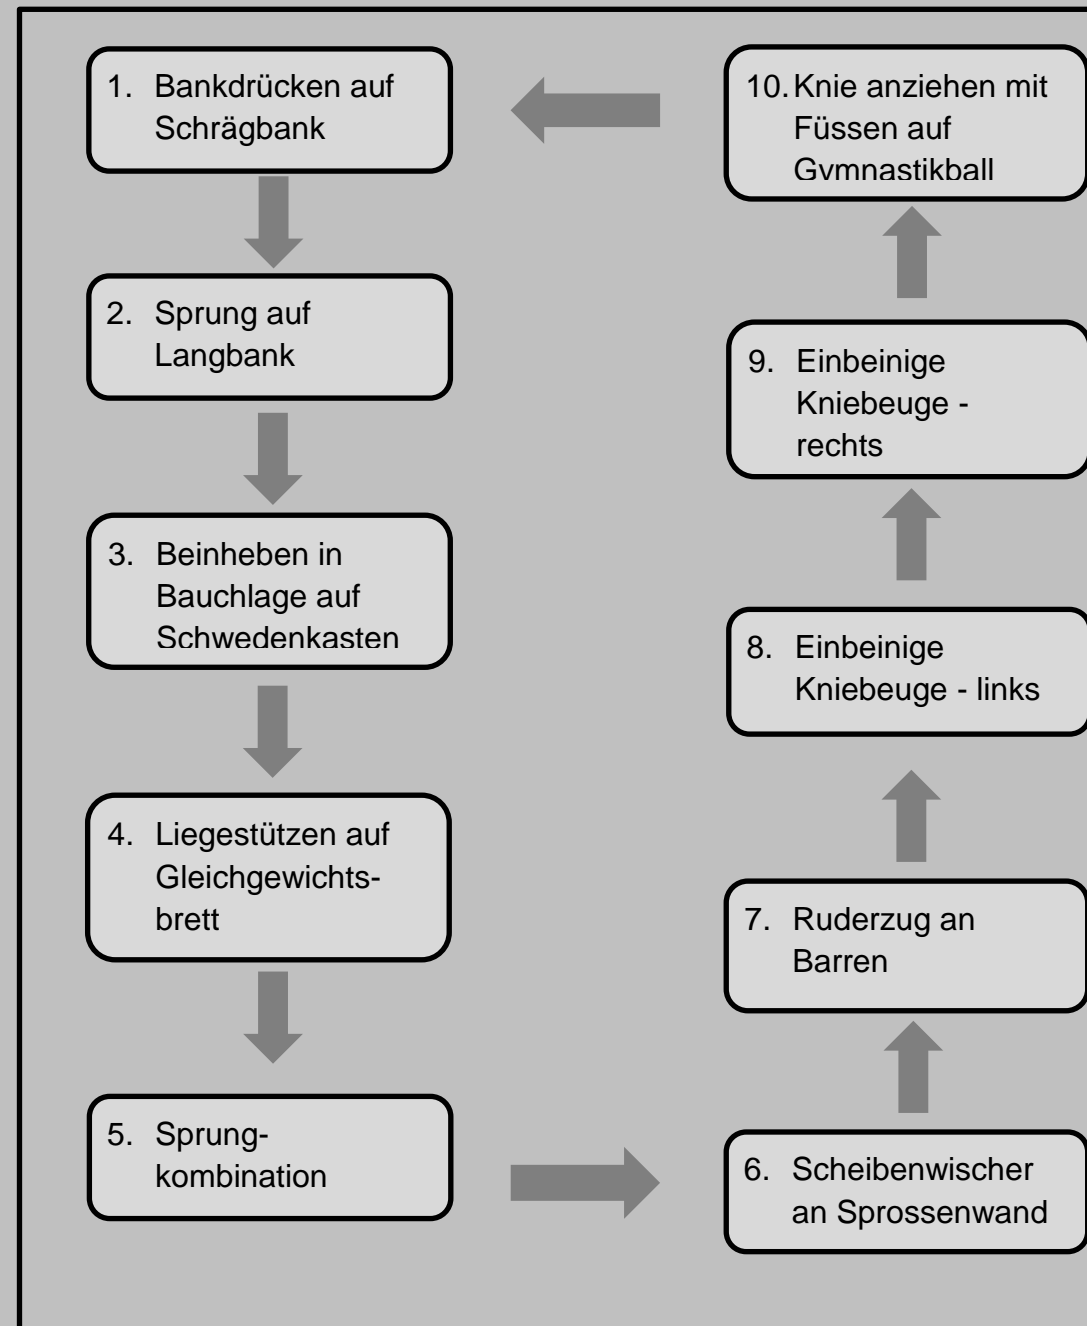 1. Bankdrücken auf
Schrägbank
2. Sprung auf
Langbank
3. Beinheben in
Bauchlage auf
Schwedenkasten
4. Liegestützen auf
Gleichgewichts-
brett
5. Sprung-
kombination
6. Scheibenwischer
an Sprossenwand
7. Ruderzug an
Barren
8. Einbeinige
Kniebeuge - links
9. Einbeinige
Kniebeuge -
rechts
10. Knie anziehen mit
Füssen auf
Gymnastikball